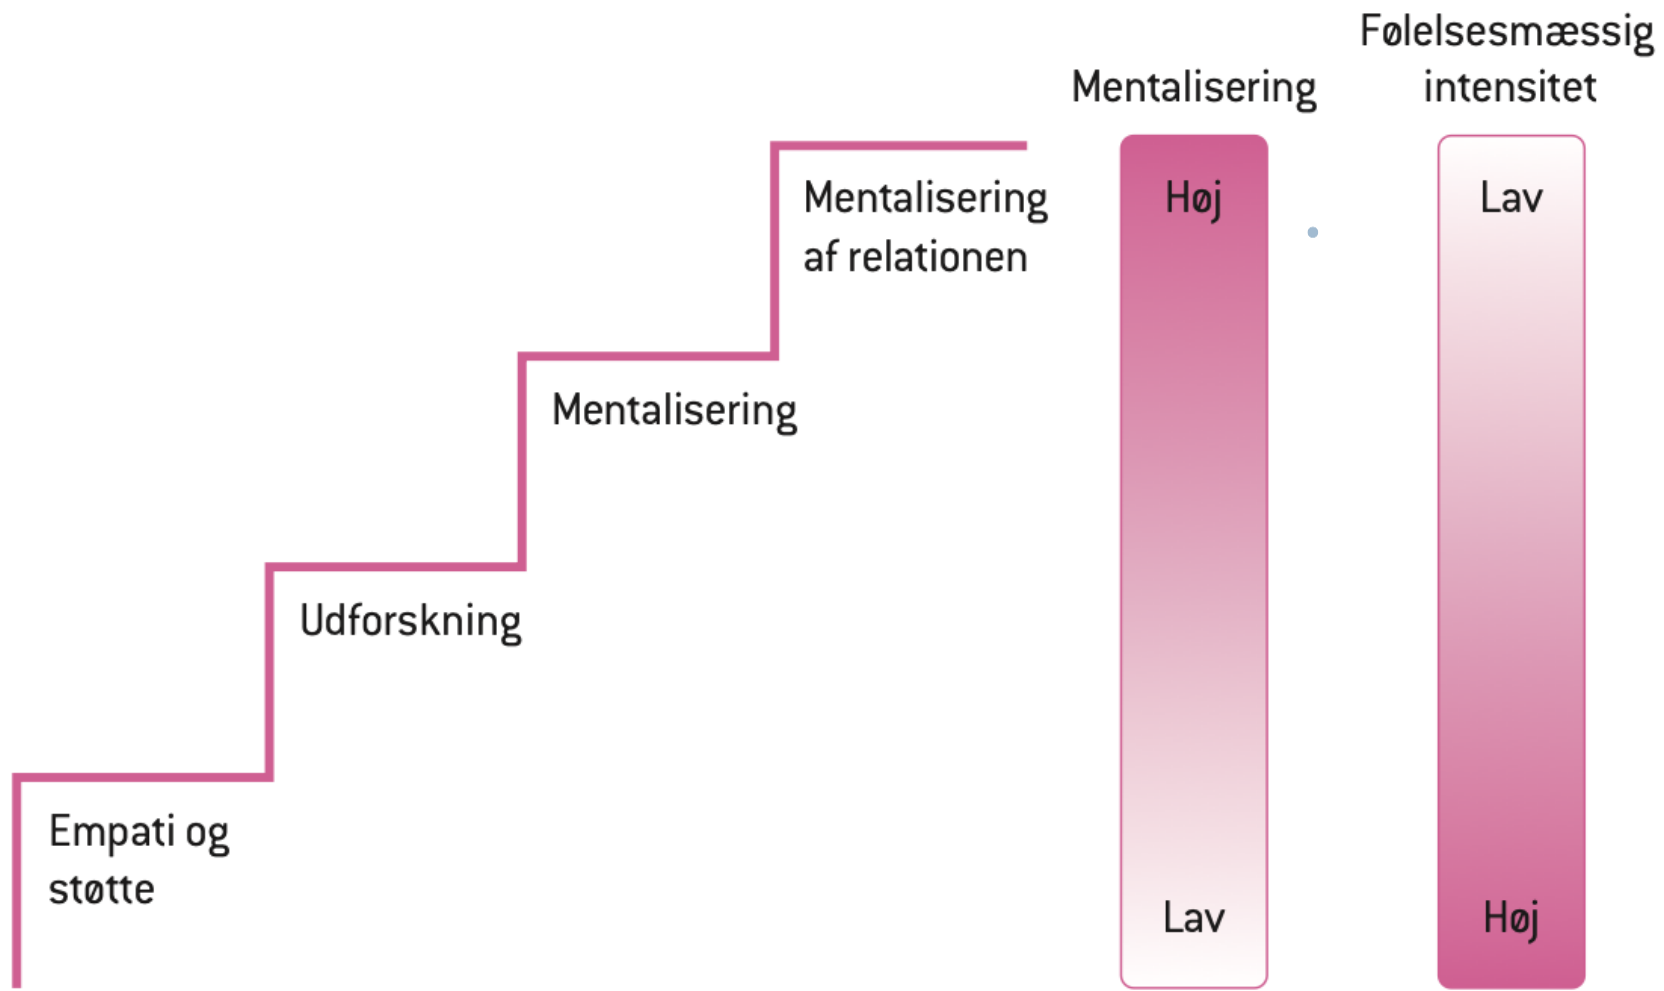 Følelsesmæssig
intensitet
Mentalisering
Høj
Lav
Mentalisering
af relationen
Mentalisering
Udforskning
Empati og
støtte
Lav
Høj